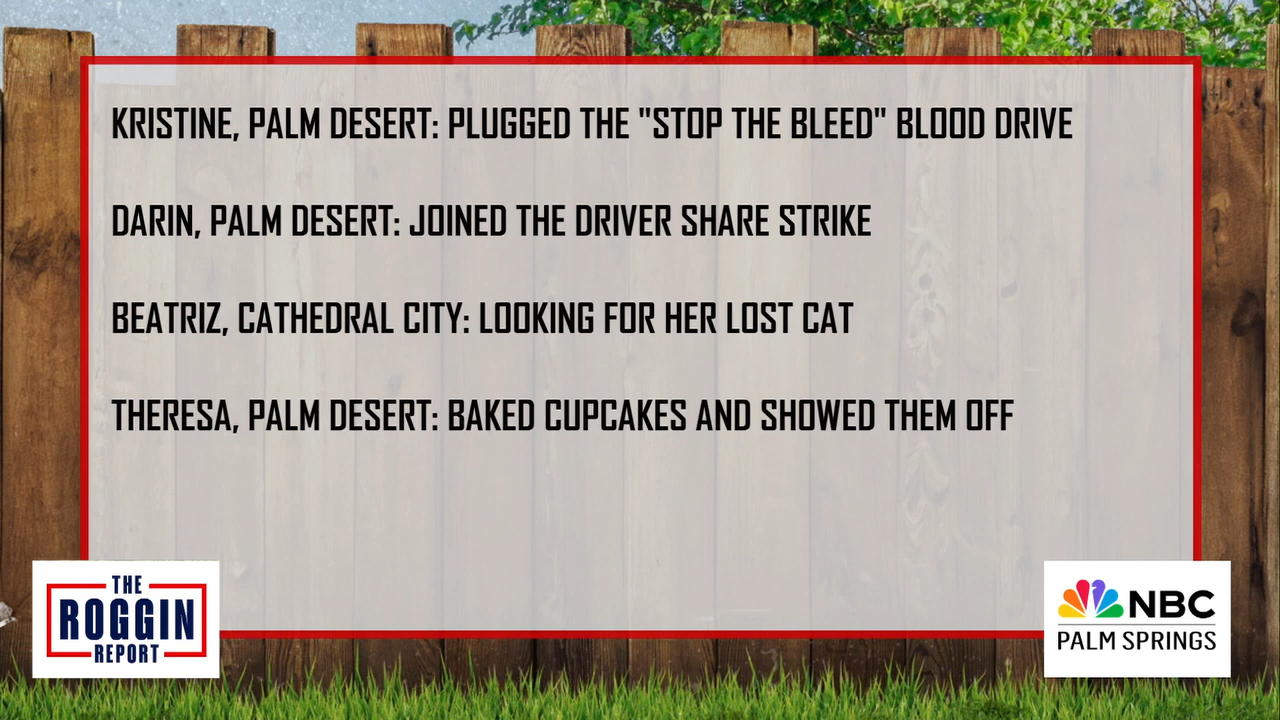 KRISTINE, PALM DESERT: PLUGGED THE "STOP THE BLEED" BLOOD DRIVE
DARIN, PALM DESERT: JOINED THE DRIVER SHARE STRIKE
BEATRIZ, CATHEDRAL CITY: LOOKING FOR HER LOST CAT
THERESA, PALM DESERT: BAKED CUPCAKES AND SHOWED THEM OFF
THE
ROGGIN
REPORT
NBC
PALM SPRINGS